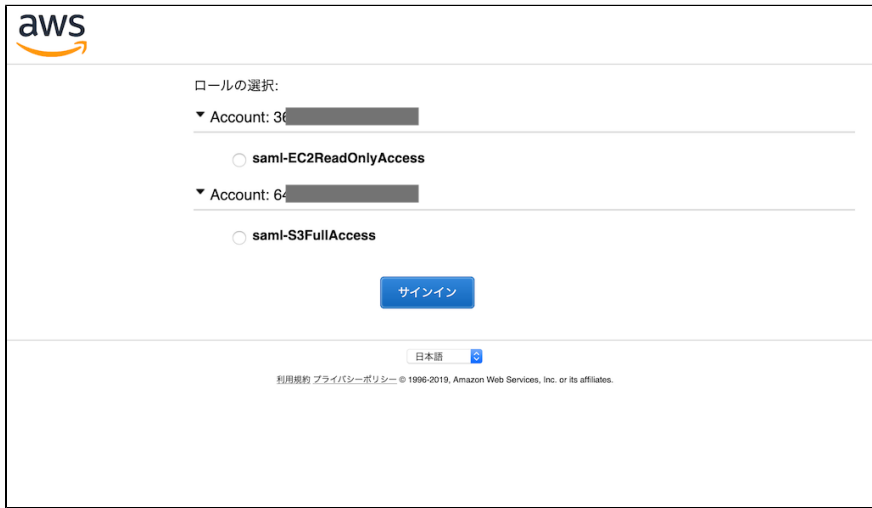 aws
ロールの選択:
Account: 36
saml-EC2ReadOnlyAccess
Account: 64
saml-S3FullAccess
サインイン
日本語
利用規約 プライバシーポリシー © 1996-2019, Amazon Web Services, Inc. or its affiliates.